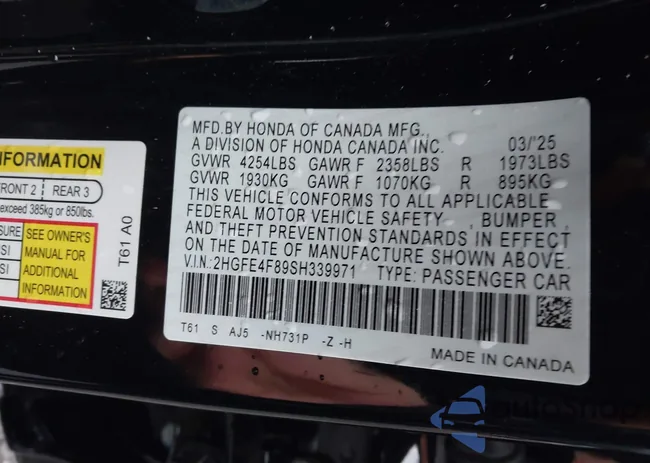 MFD.BY HONDA OF CANADA MFG.,
A DIVISION OF HONDA CANADA INC. 03/'25
GVWR 4254LBS GAWR F 2358LBS R 1973LBS
GVWR 1930KG GAWR F 1070KG R 895KG
THIS VEHICLE CONFORMS TO ALL APPLICABLE
FEDERAL MOTOR VEHICLE SAFETY , BUMPER ,
AND THEFT PREVENTION STANDARDS IN EFFECT
ON THE DATE OF MANUFACTURE SHOWN ABOVE.
V.I.N.:2HGFE4F89SH339971 TYPE: PASSENGER CAR
T61 S AJ5 -NH731P -Z -H
MADE IN CANADA
INFORMATION
FRONT 2 REAR 3
exceed 385kg or 850lbs.
SEE OWNER'S
MANUAL FOR
ADDITIONAL
INFORMATION
T61 A0